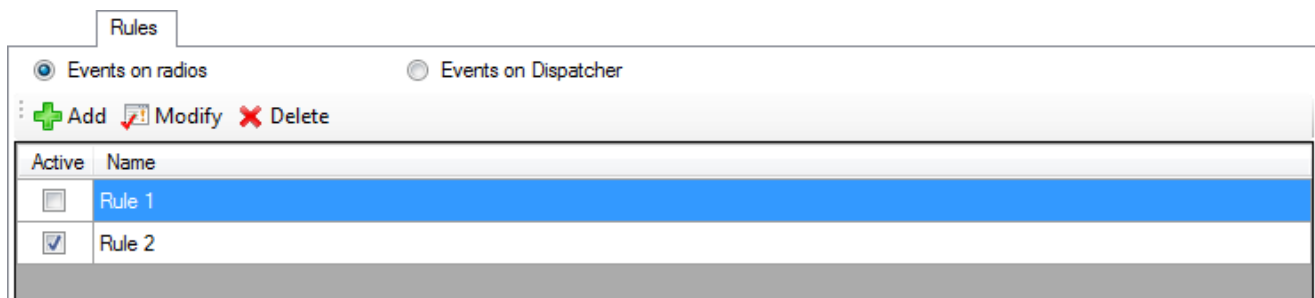 Rules
Events on radios Events on Dispatcher
Add Modify Delete
Active Name
Rule 1
Rule 2